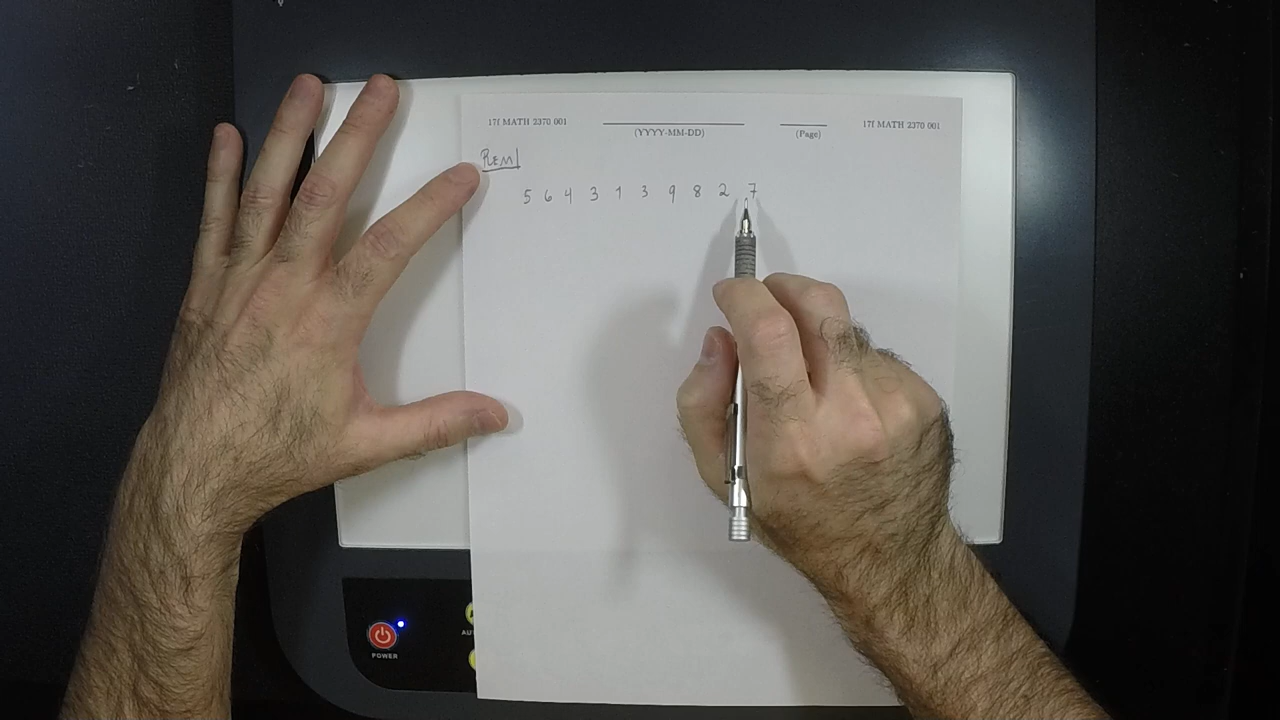 17f MATH 2370 001 (YYYY-MM-DD) (Page) 17f MATH 2370 001
REM
5 6 4 3 1 3 9 8 2 7
POWER